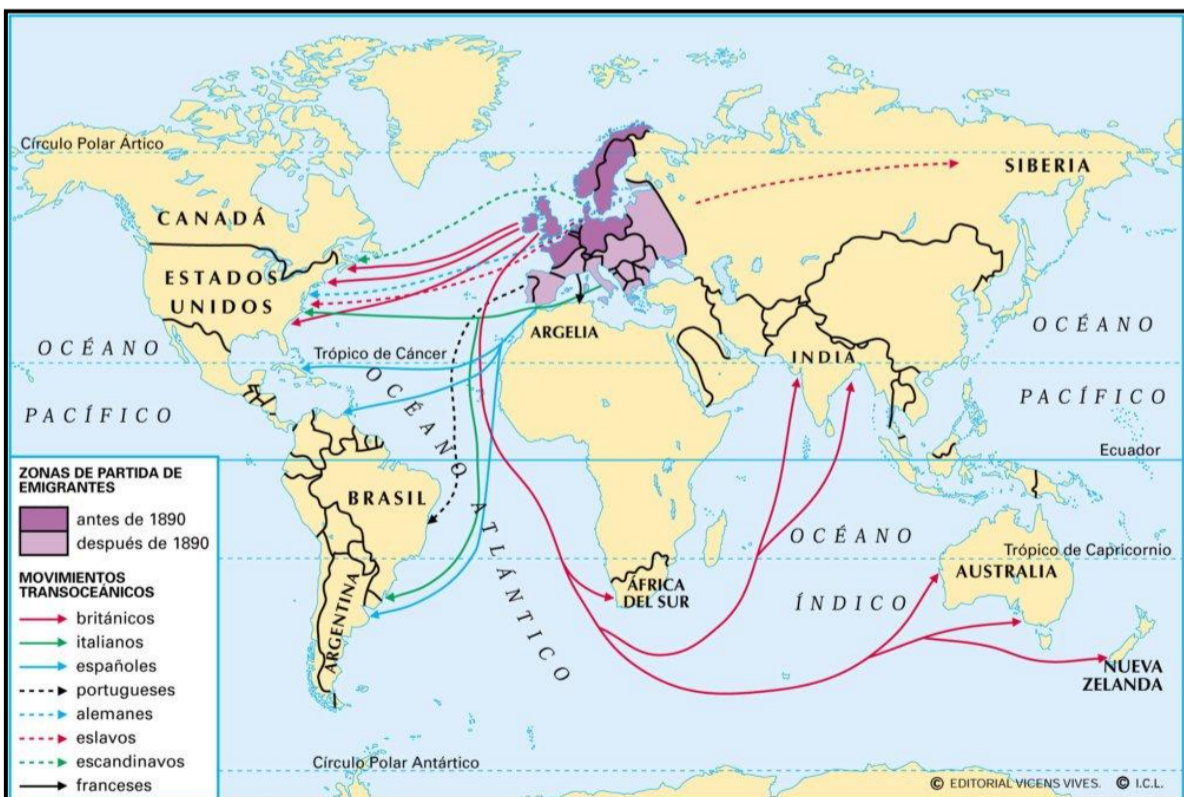 Círculo Polar Ártico
SIBERIA
CANADÁ
ESTADOS
UNIDOS
ARGELIA
OCÉANO
PACÍFICO
Trópico de Cáncer
INDIA
OCÉANO
PACÍFICO
OCÉANO ATLÁNTICO
Ecuador
BRASIL
ARGENTINA
ÁFRICA
DEL SUR
OCÉANO
ÍNDICO
Trópico de Capricornio
AUSTRALIA
NUEVA
ZELANDA
Círculo Polar Antártico
ZONAS DE PARTIDA DE
EMIGRANTES
antes de 1890
después de 1890
MOVIMIENTOS
TRANSOCEÁNICOS
británicos
italianos
españoles
portugueses
alemanes
eslavos
escandinavos
franceses
© EDITORIAL VICENS VIVES. © I.C.L.